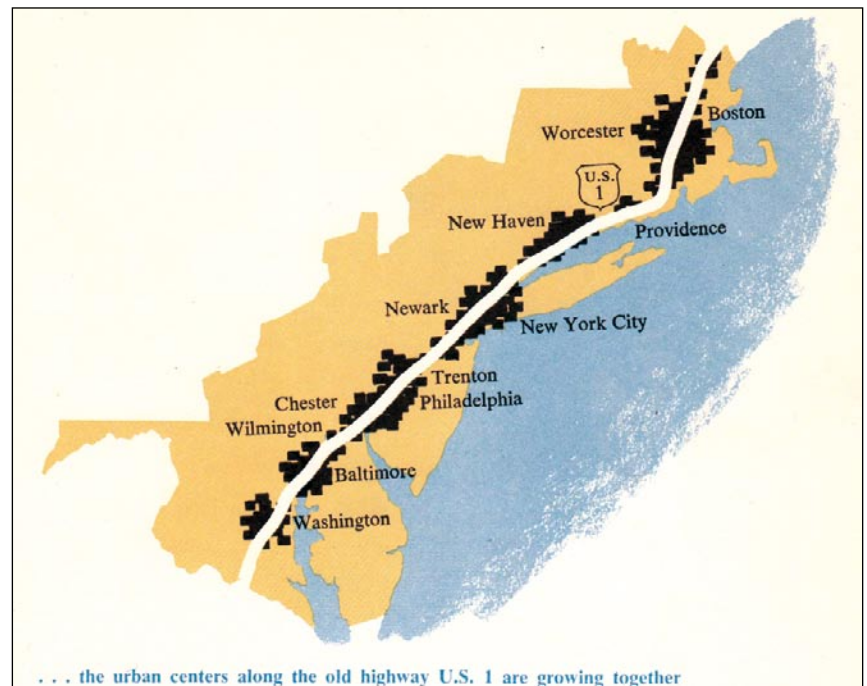 Boston
Worcester
U.S.
1
New Haven
Providence
Newark
New York City
Trenton
Chester
Philadelphia
Wilmington
Baltimore
Washington
. . . the urban centers along the old highway U.S. 1 are growing together